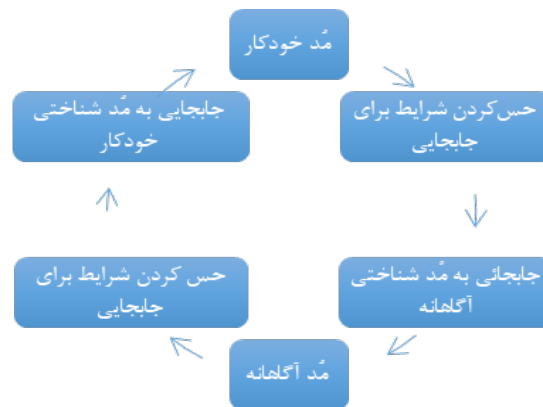 مُد خودکار
حس‌کردن شرایط برای
جابجایی
جابجائی به مُد شناختی
آگاهانه
مُد آگاهانه
حس کردن شرایط برای
جابجایی
جابجایی به مُد شناختی
خودکار